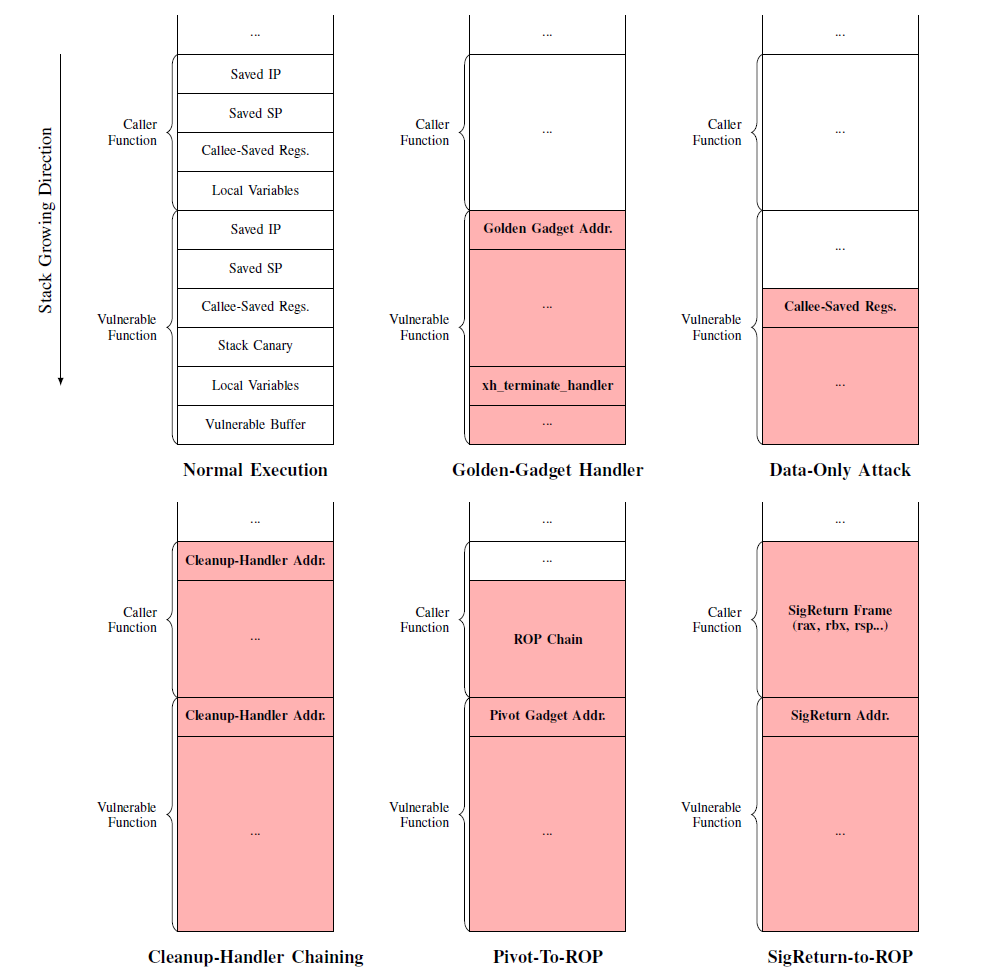 Stack Growing Direction
...
Caller
Function
Saved IP
Saved SP
Callee-Saved Regs.
Local Variables
Vulnerable
Function
Saved IP
Saved SP
Callee-Saved Regs.
Stack Canary
Local Variables
Vulnerable Buffer
Normal Execution
...
Caller
Function
...
Vulnerable
Function
Golden Gadget Addr.
...
xh_terminate_handler
...
Golden-Gadget Handler
...
Caller
Function
...
Vulnerable
Function
...
Callee-Saved Regs.
...
Data-Only Attack
...
Caller
Function
Cleanup-Handler Addr.
...
Vulnerable
Function
Cleanup-Handler Addr.
...
Cleanup-Handler Chaining
...
Caller
Function
...
ROP Chain
Vulnerable
Function
Pivot Gadget Addr.
...
Pivot-To-ROP
...
Caller
Function
SigReturn Frame
(rax, rbx, rsp...)
Vulnerable
Function
SigReturn Addr.
...
SigReturn-to-ROP